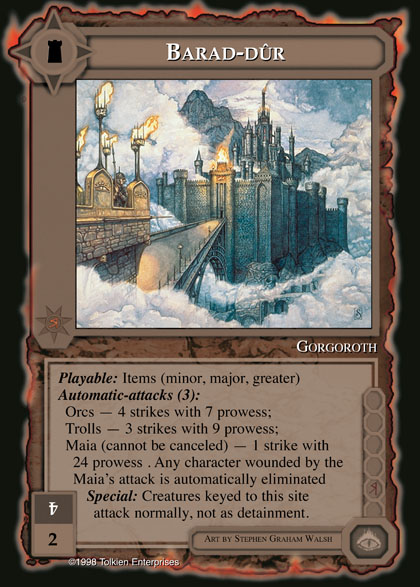 BARAD-DÛR
GORGOROTH
Playable: Items (minor, major, greater)
Automatic-attacks (3):
Orcs — 4 strikes with 7 prowess;
Trolls — 3 strikes with 9 prowess;
Maia (cannot be canceled) — 1 strike with
24 prowess . Any character wounded by the
Maia's attack is automatically eliminated
Special: Creatures keyed to this site
attack normally, not as detainment.
2
ART BY STEPHEN GRAHAM WALSH
©1998 Tolkien Enterprises